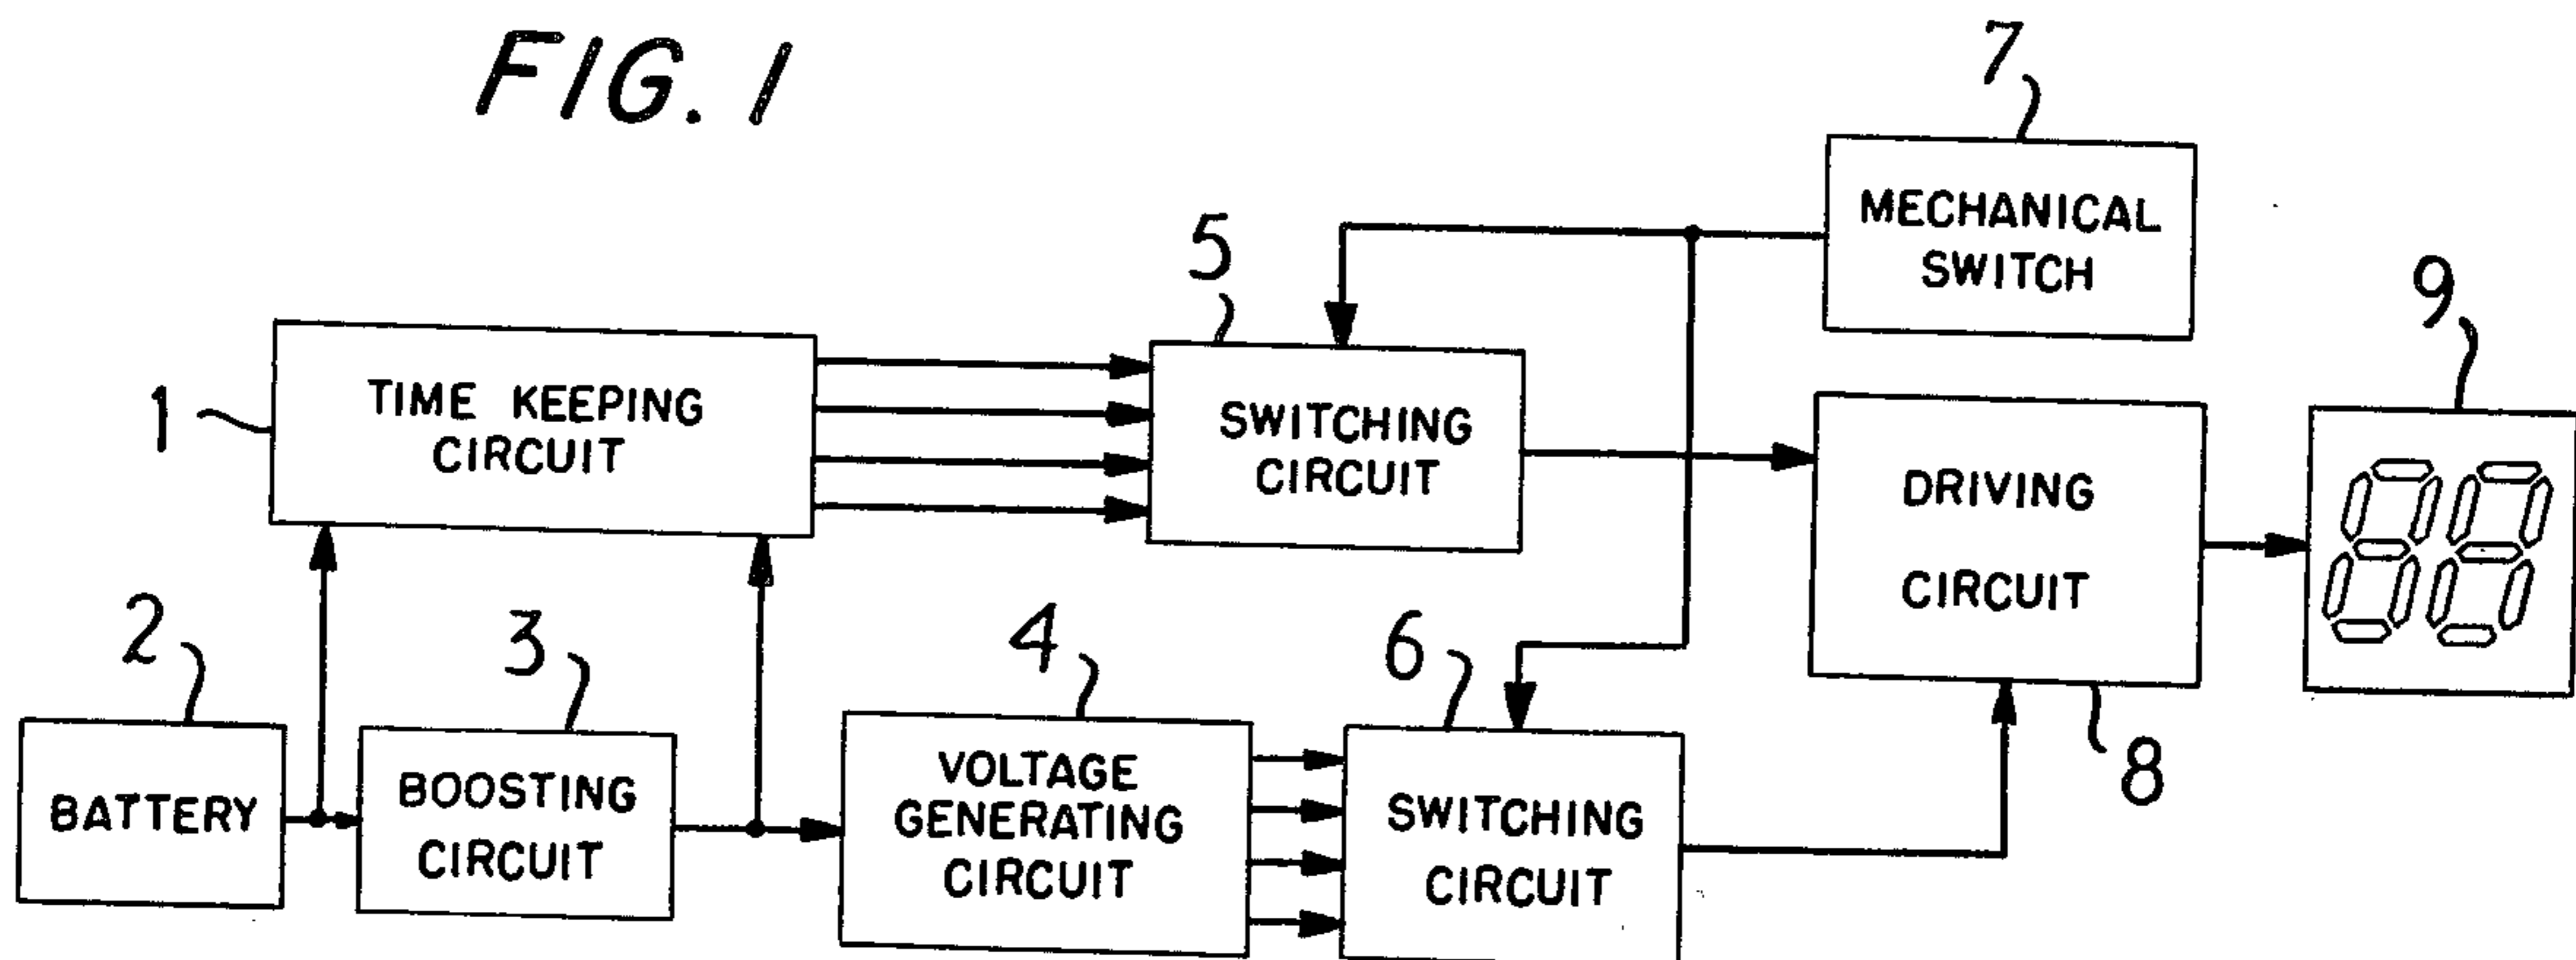 FIG. 1
7
MECHANICAL
SWITCH
5
9
1
TIME KEEPING
CIRCUIT
SWITCHING
CIRCUIT
DRIVING
CIRCUIT
2
3
4
6
8
BATTERY
BOOSTING
CIRCUIT
VOLTAGE
GENERATING
CIRCUIT
SWITCHING
CIRCUIT
88